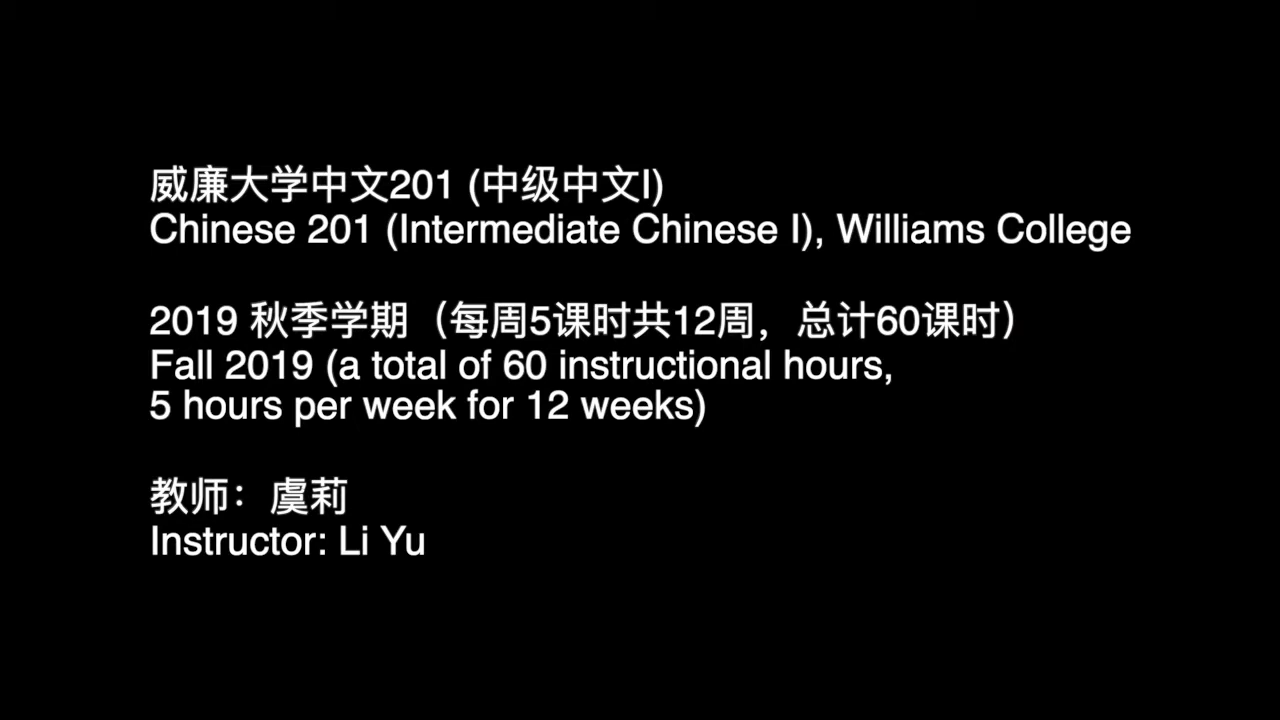 威廉大学中文201 (中级中文I)
Chinese 201 (Intermediate Chinese I), Williams College
2019 秋季学期（每周5课时共12周，总计60课时）
Fall 2019 (a total of 60 instructional hours,
5 hours per week for 12 weeks)
教师：虞莉
Instructor: Li Yu